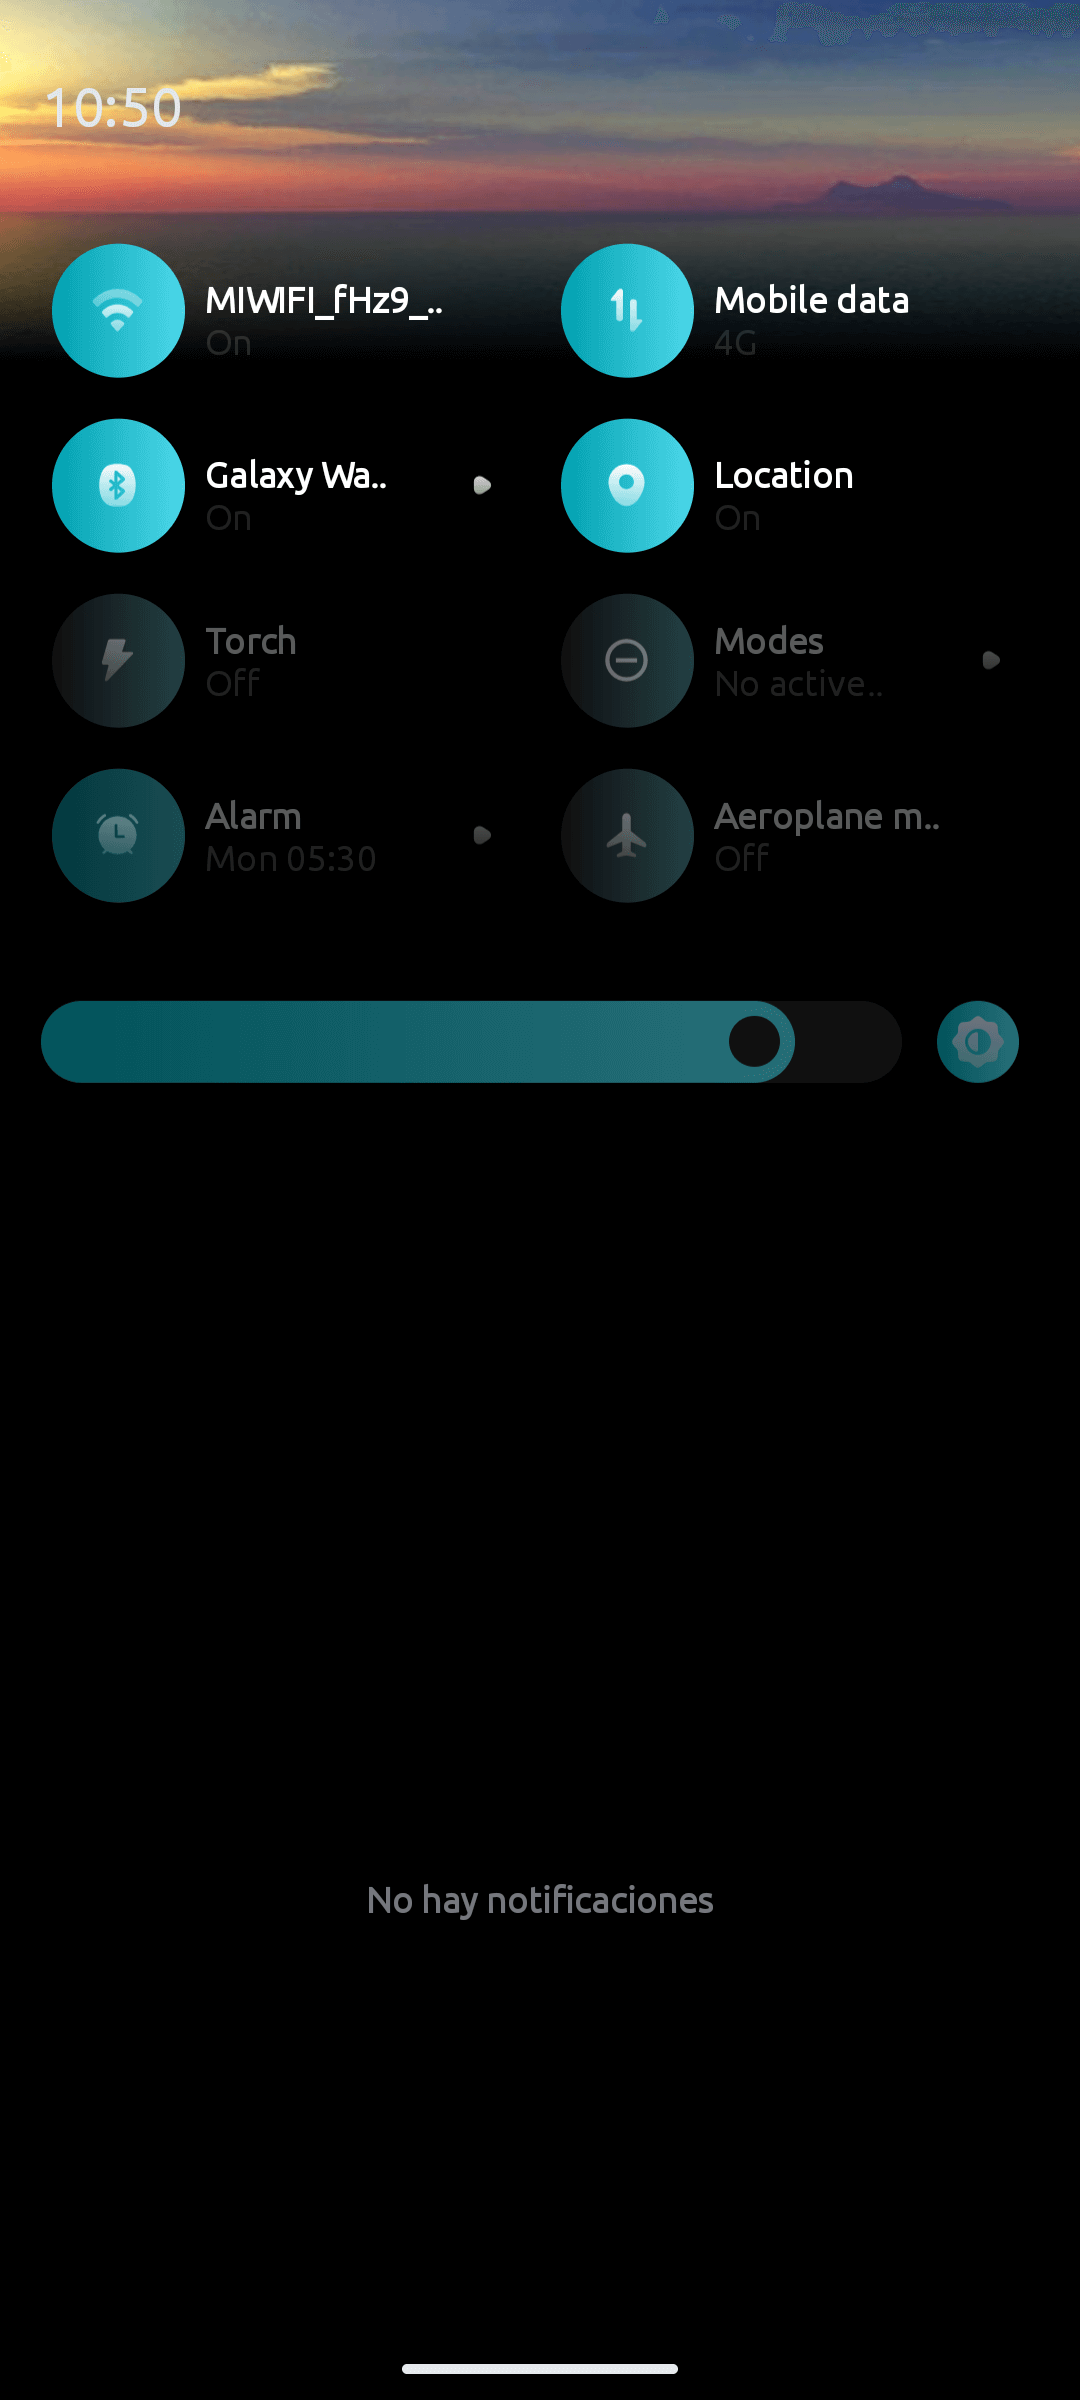 10:50
MIWIFI_fHz9_..
On
Mobile data
4G
Galaxy Wa..
On
Location
On
Torch
Off
Modes
No active..
Alarm
Mon 05:30
Aeroplane m..
Off
No hay notificaciones